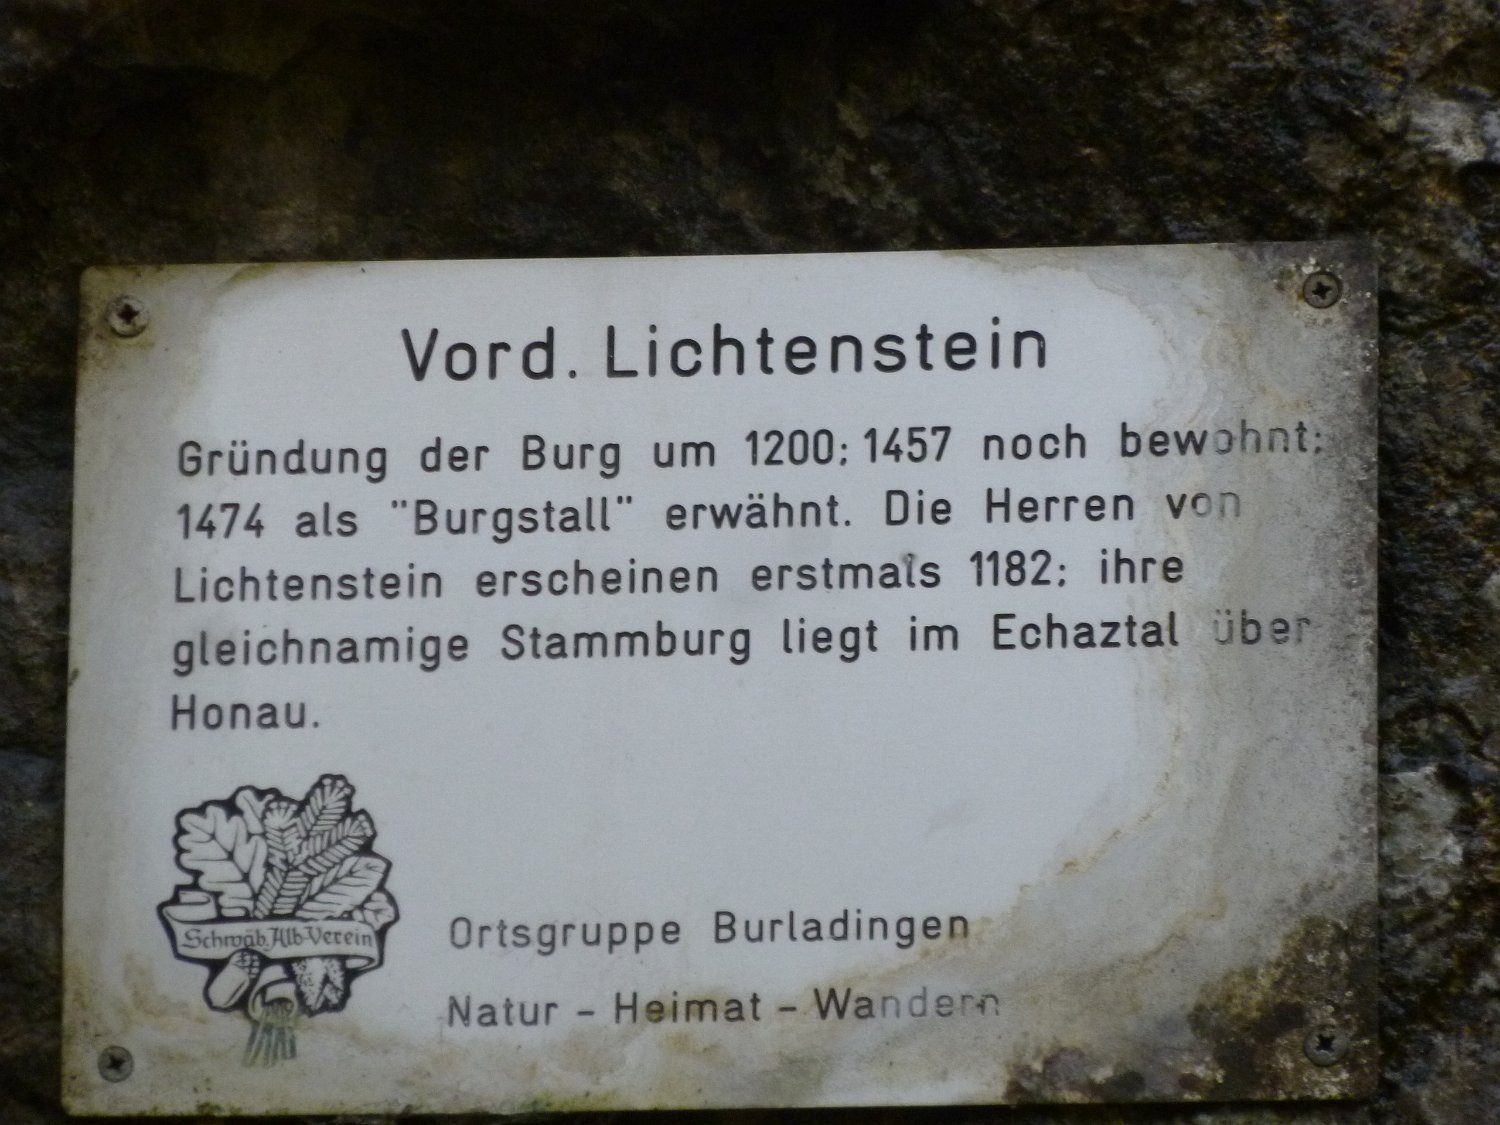 Vord. Lichtenstein
Gründung der Burg um 1200; 1457 noch bewohnt;
1474 als "Burgstall" erwähnt. Die Herren von
Lichtenstein erscheinen erstmals 1182; ihre
gleichnamige Stammburg liegt im Echaztal über
Honau.
Schwäb. Alb-Verein
Ortsgruppe Burladingen
Natur - Heimat - Wandern